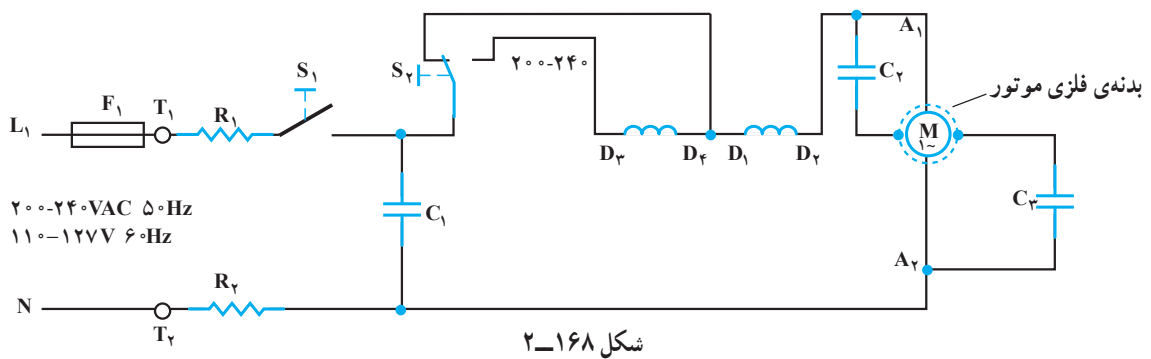 S۱
S۲
۲۰۰-۲۴۰
A۱
C۲
بدنه‌ی فلزی موتور
L۱
F۱
T۱
R۱
M
۱~
D۳
D۴
D۱
D۲
۲۰۰-۲۴۰VAC ۵۰Hz
۱۱۰–۱۲۷V ۶۰Hz
C۱
C۳
A۲
N
T۲
R۲
شکل ۱۶۸ــ۲